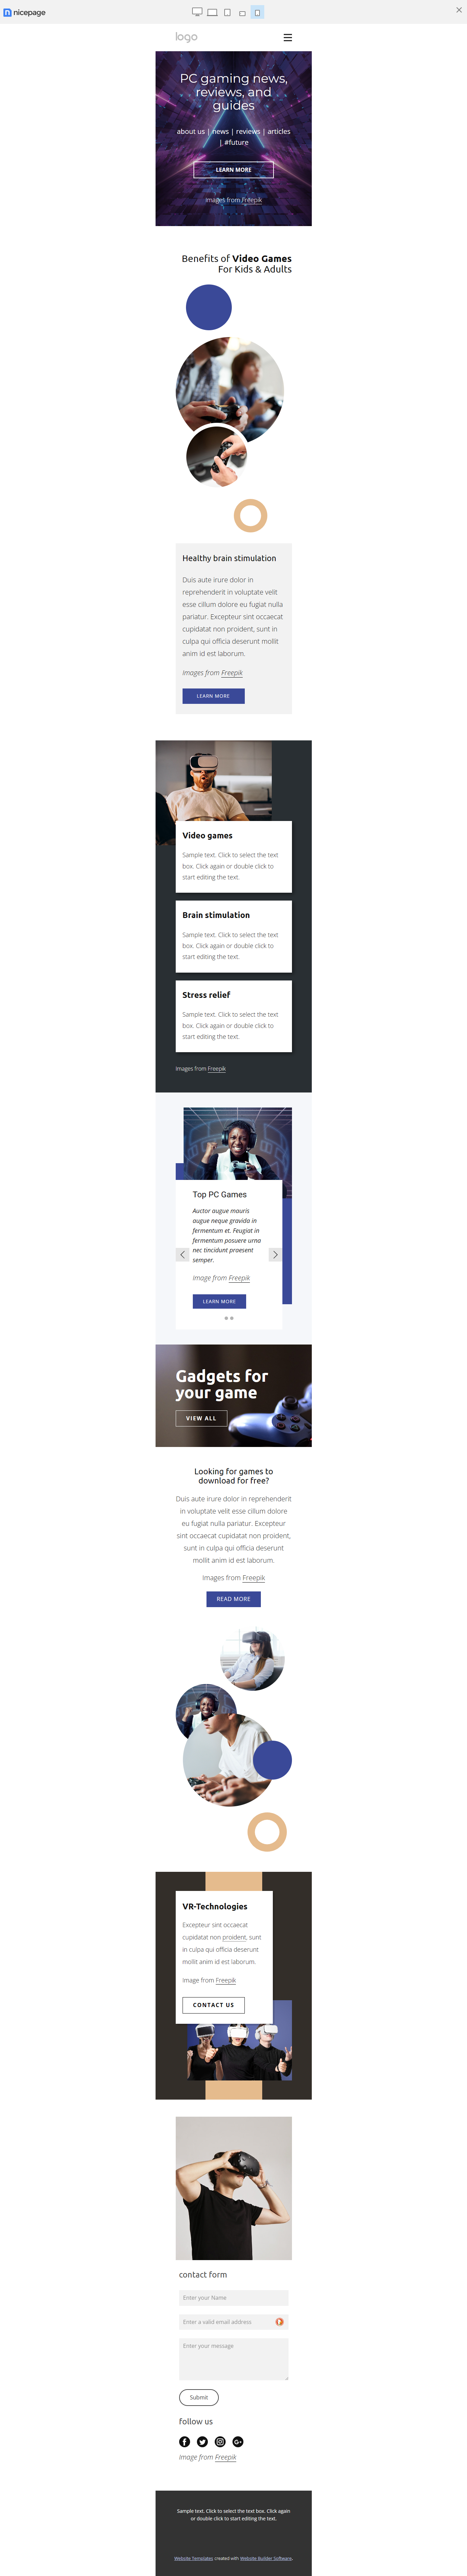 nicepage
logo
PC gaming news,
reviews, and
guides
about us | news | reviews | articles
| #future
LEARN MORE
Images from Freepik
Benefits of Video Games
For Kids & Adults
Healthy brain stimulation
Duis aute irure dolor in
reprehenderit in voluptate velit
esse cillum dolore eu fugiat nulla
pariatur. Excepteur sint occaecat
cupidatat non proident, sunt in
culpa qui officia deserunt mollit
anim id est laborum.
Images from Freepik
LEARN MORE
Video games
Sample text. Click to select the text
box. Click again or double click to
start editing the text.
Brain stimulation
Sample text. Click to select the text
box. Click again or double click to
start editing the text.
Stress relief
Sample text. Click to select the text
box. Click again or double click to
start editing the text.
Images from Freepik
Top PC Games
Auctor augue mauris
augue neque gravida in
fermentum et. Feugiat in
fermentum posuere urna
nec tincidunt praesent
semper.
Image from Freepik
LEARN MORE
Gadgets for
your game
VIEW ALL
Looking for games to
download for free?
Duis aute irure dolor in reprehenderit
in voluptate velit esse cillum dolore
eu fugiat nulla pariatur. Excepteur
sint occaecat cupidatat non proident,
sunt in culpa qui officia deserunt
mollit anim id est laborum.
Images from Freepik
READ MORE
VR-Technologies
Excepteur sint occaecat
cupidatat non proident, sunt
in culpa qui officia deserunt
mollit anim id est laborum.
Image from Freepik
CONTACT US
contact form
Enter your Name
Enter a valid email address
Enter your message
Submit
follow us
Image from Freepik
Sample text. Click to select the text box. Click again
or double click to start editing the text.
Website Templates created with Website Builder Software.